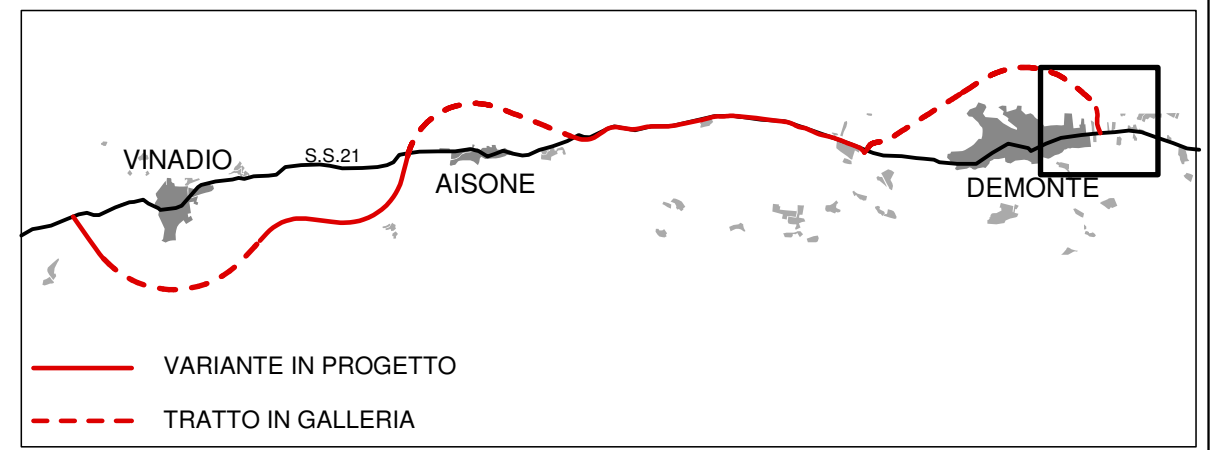 VINADIO
S.S.21
AISONE
DEMONTE
VARIANTE IN PROGETTO
TRATTO IN GALLERIA